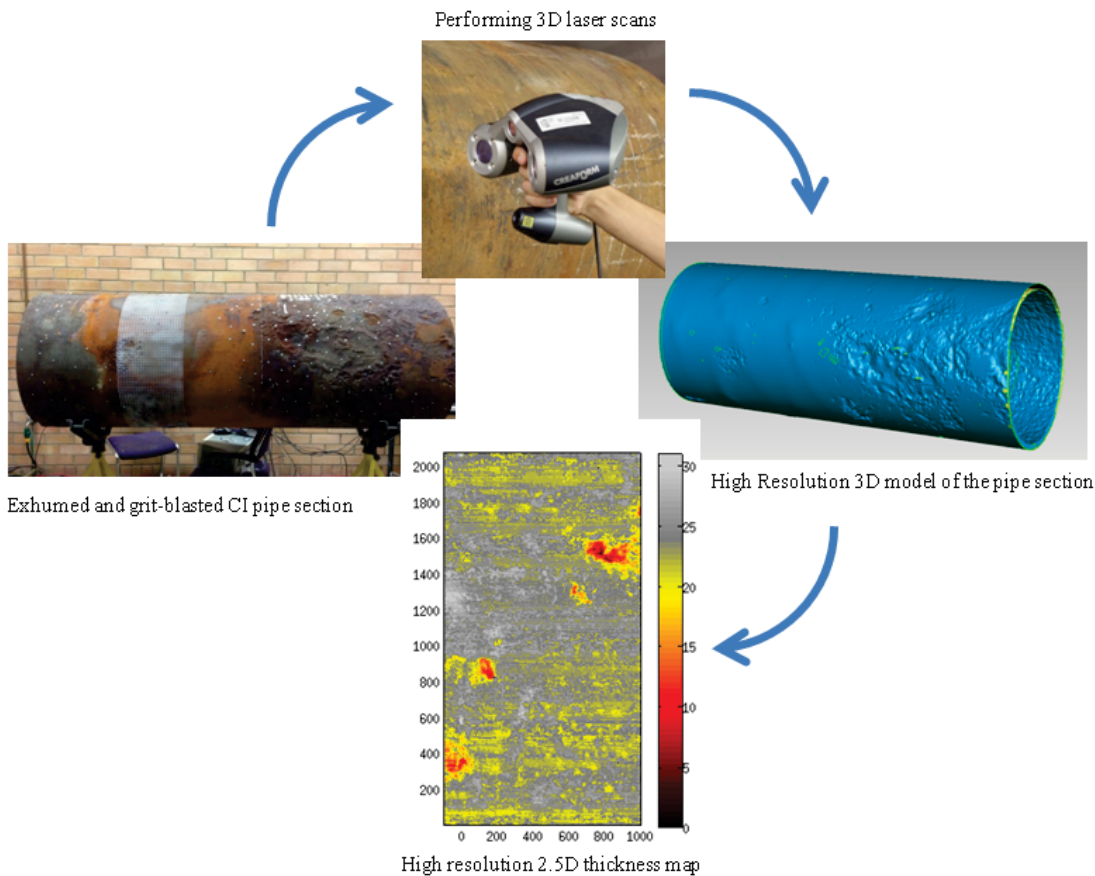 Performing 3D laser scans
CREAFORM
Exhumed and grit-blasted CI pipe section
High Resolution 3D model of the pipe section
2000
1800
1600
1400
1200
1000
800
600
400
200
0 200 400 600 800 1000
30
25
20
15
10
5
0
High resolution 2.5D thickness map